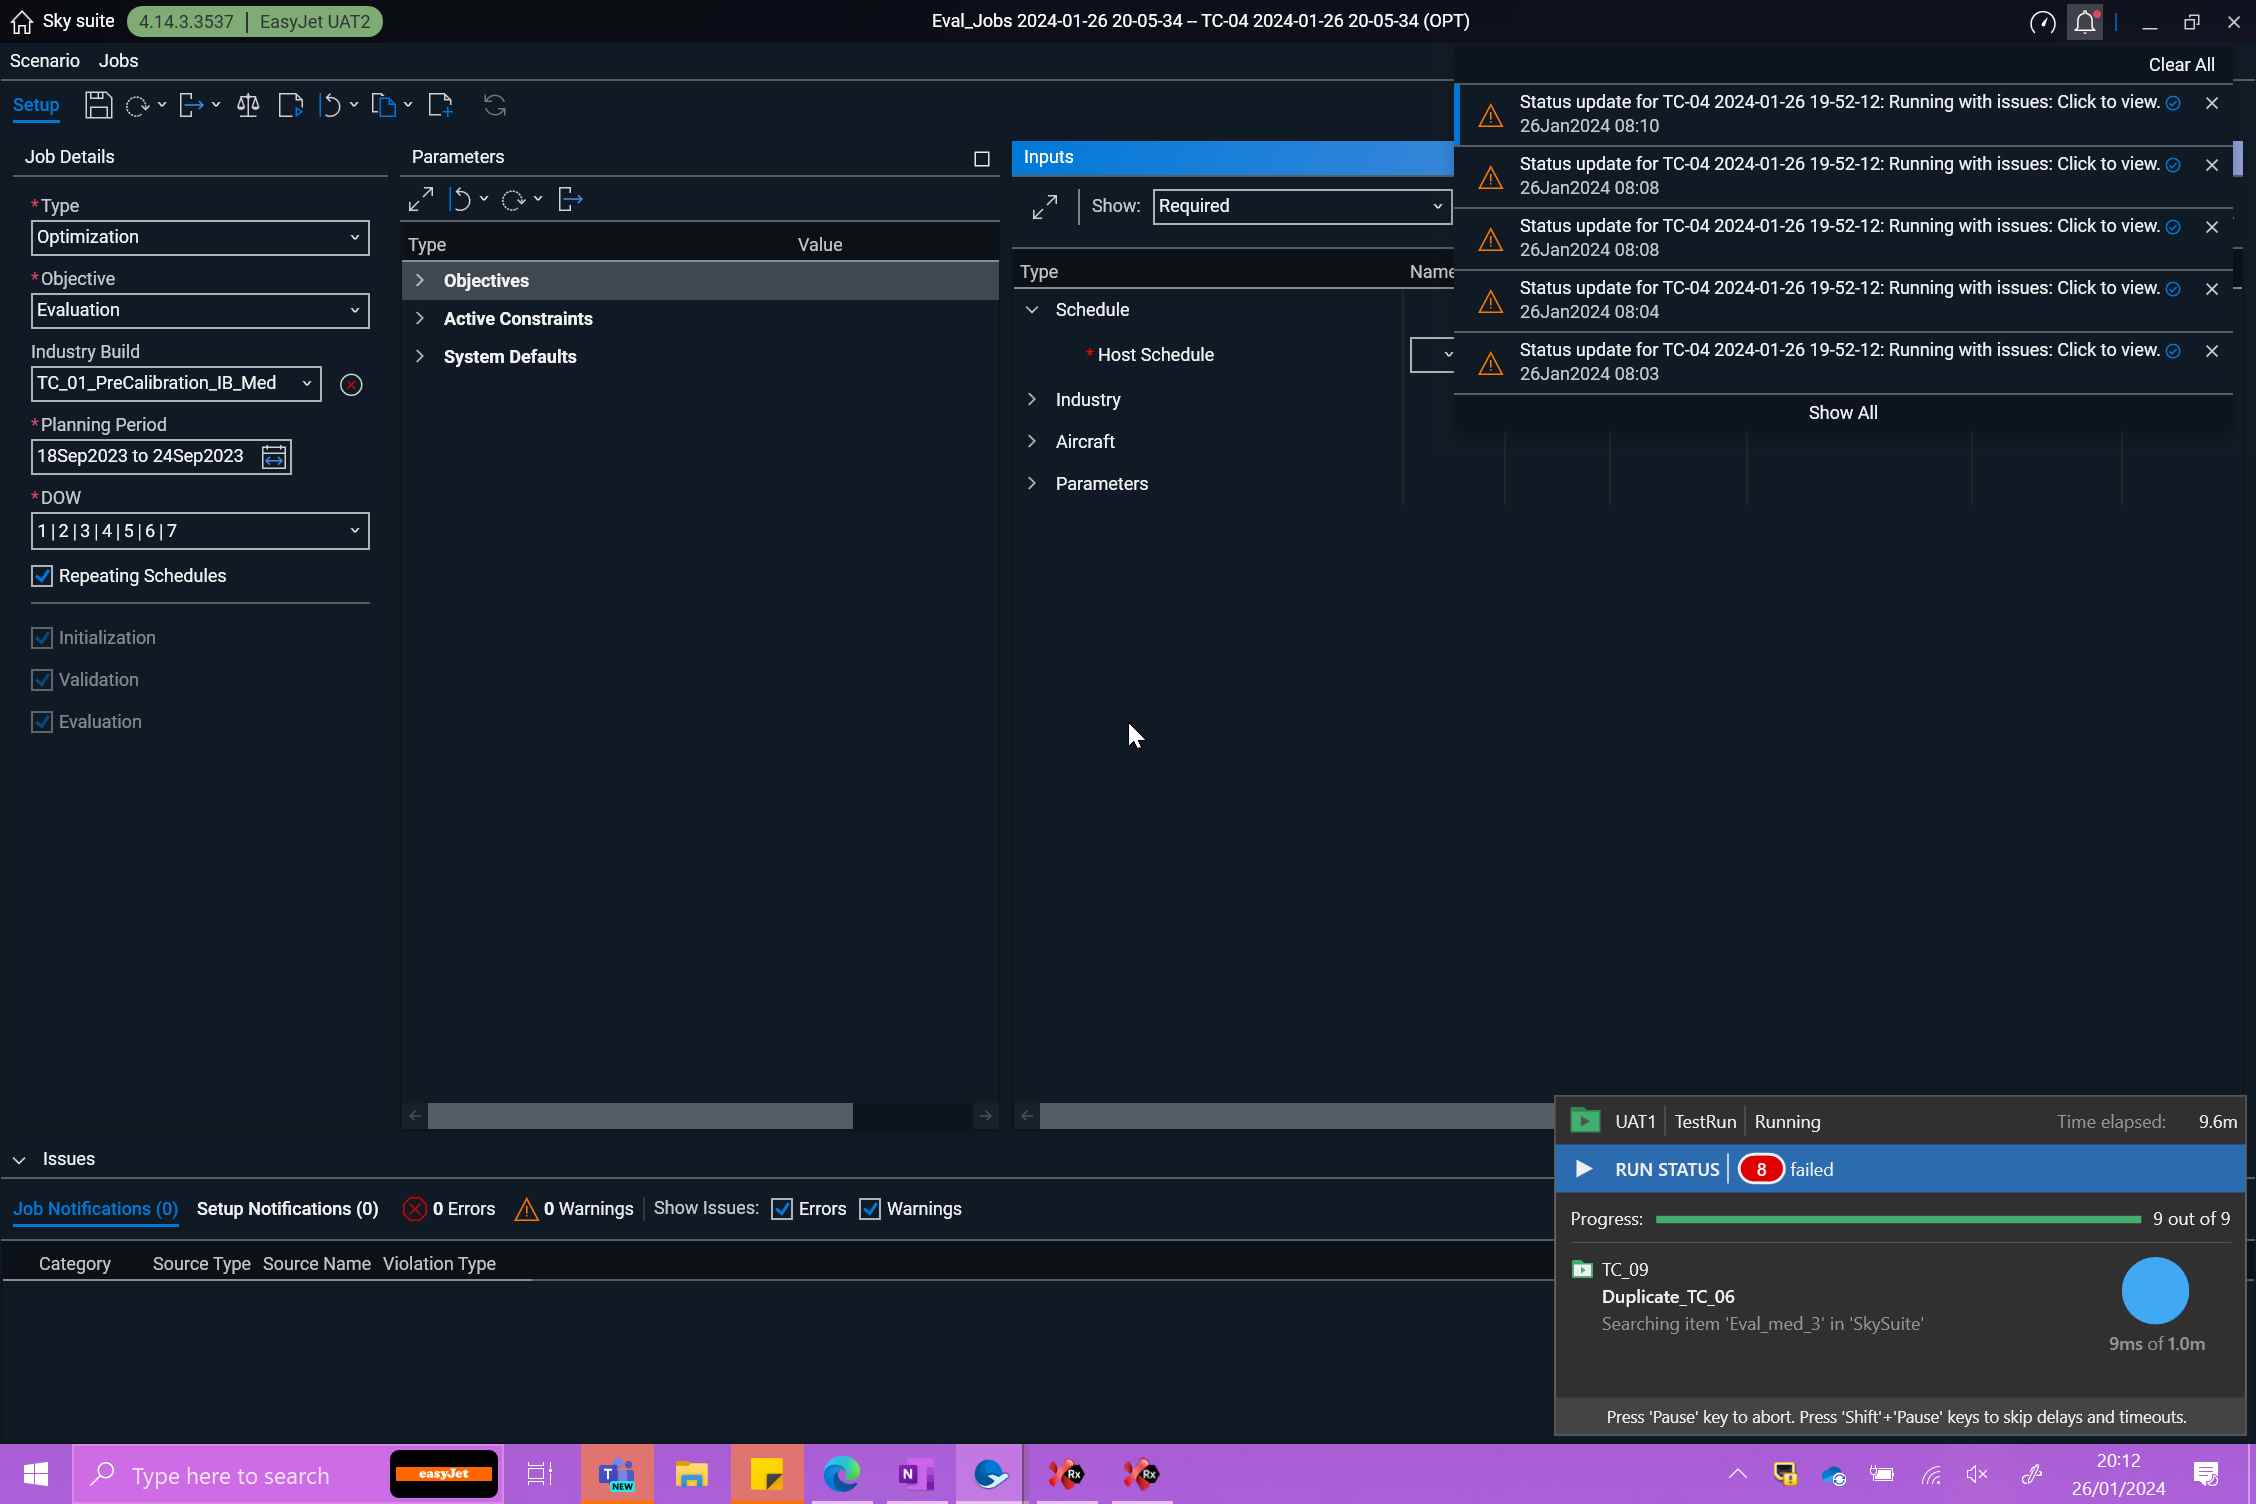 Sky suite
4.14.3.3537 | EasyJet UAT2
Eval_Jobs 2024-01-26 20-05-34 – TC-04 2024-01-26 20-05-34 (OPT)
Scenario Jobs
Setup
Job Details
*Type
Optimization
*Objective
Evaluation
Industry Build
TC_01_PreCalibration_IB_Med
*Planning Period
18Sep2023 to 24Sep2023
*DOW
1|2|3|4|5|6|7
Repeating Schedules
Initialization
Validation
Evaluation
Parameters
Type Value
Objectives
Active Constraints
System Defaults
Inputs
Show: Required
Type Name
Schedule
* Host Schedule
Industry
Aircraft
Parameters
Clear All
Status update for TC-04 2024-01-26 19-52-12: Running with issues: Click to view.
26Jan2024 08:10
Status update for TC-04 2024-01-26 19-52-12: Running with issues: Click to view.
26Jan2024 08:08
Status update for TC-04 2024-01-26 19-52-12: Running with issues: Click to view.
26Jan2024 08:08
Status update for TC-04 2024-01-26 19-52-12: Running with issues: Click to view.
26Jan2024 08:04
Status update for TC-04 2024-01-26 19-52-12: Running with issues: Click to view.
26Jan2024 08:03
Show All
Issues
Job Notifications (0) Setup Notifications (0) 0 Errors 0 Warnings Show Issues: Errors Warnings
Category Source Type Source Name Violation Type
UAT1 | TestRun | Running Time elapsed: 9.6m
RUN STATUS | 8 failed
Progress: 9 out of 9
TC_09
Duplicate_TC_06
Searching item 'Eval_med_3' in 'SkySuite'
9ms of 1.0m
Press 'Pause' key to abort. Press 'Shift'+'Pause' keys to skip delays and timeouts.
Type here to search
easyJet
T
NEW
N
Rx
Rx
20:12
26/01/2024